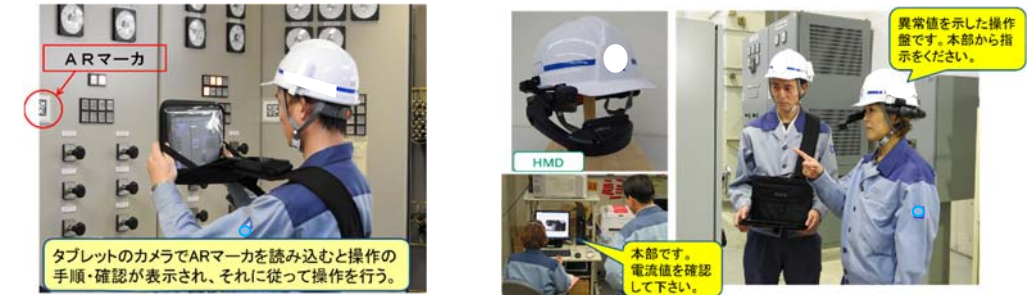 ARマーカ
タブレットのカメラでARマーカを読み込むと操作の
手順・確認が表示され、それに従って操作を行う。
HMD
異常値を示した操作
盤です。本部から指
示をください。
本部です。
電流値を確認
して下さい。